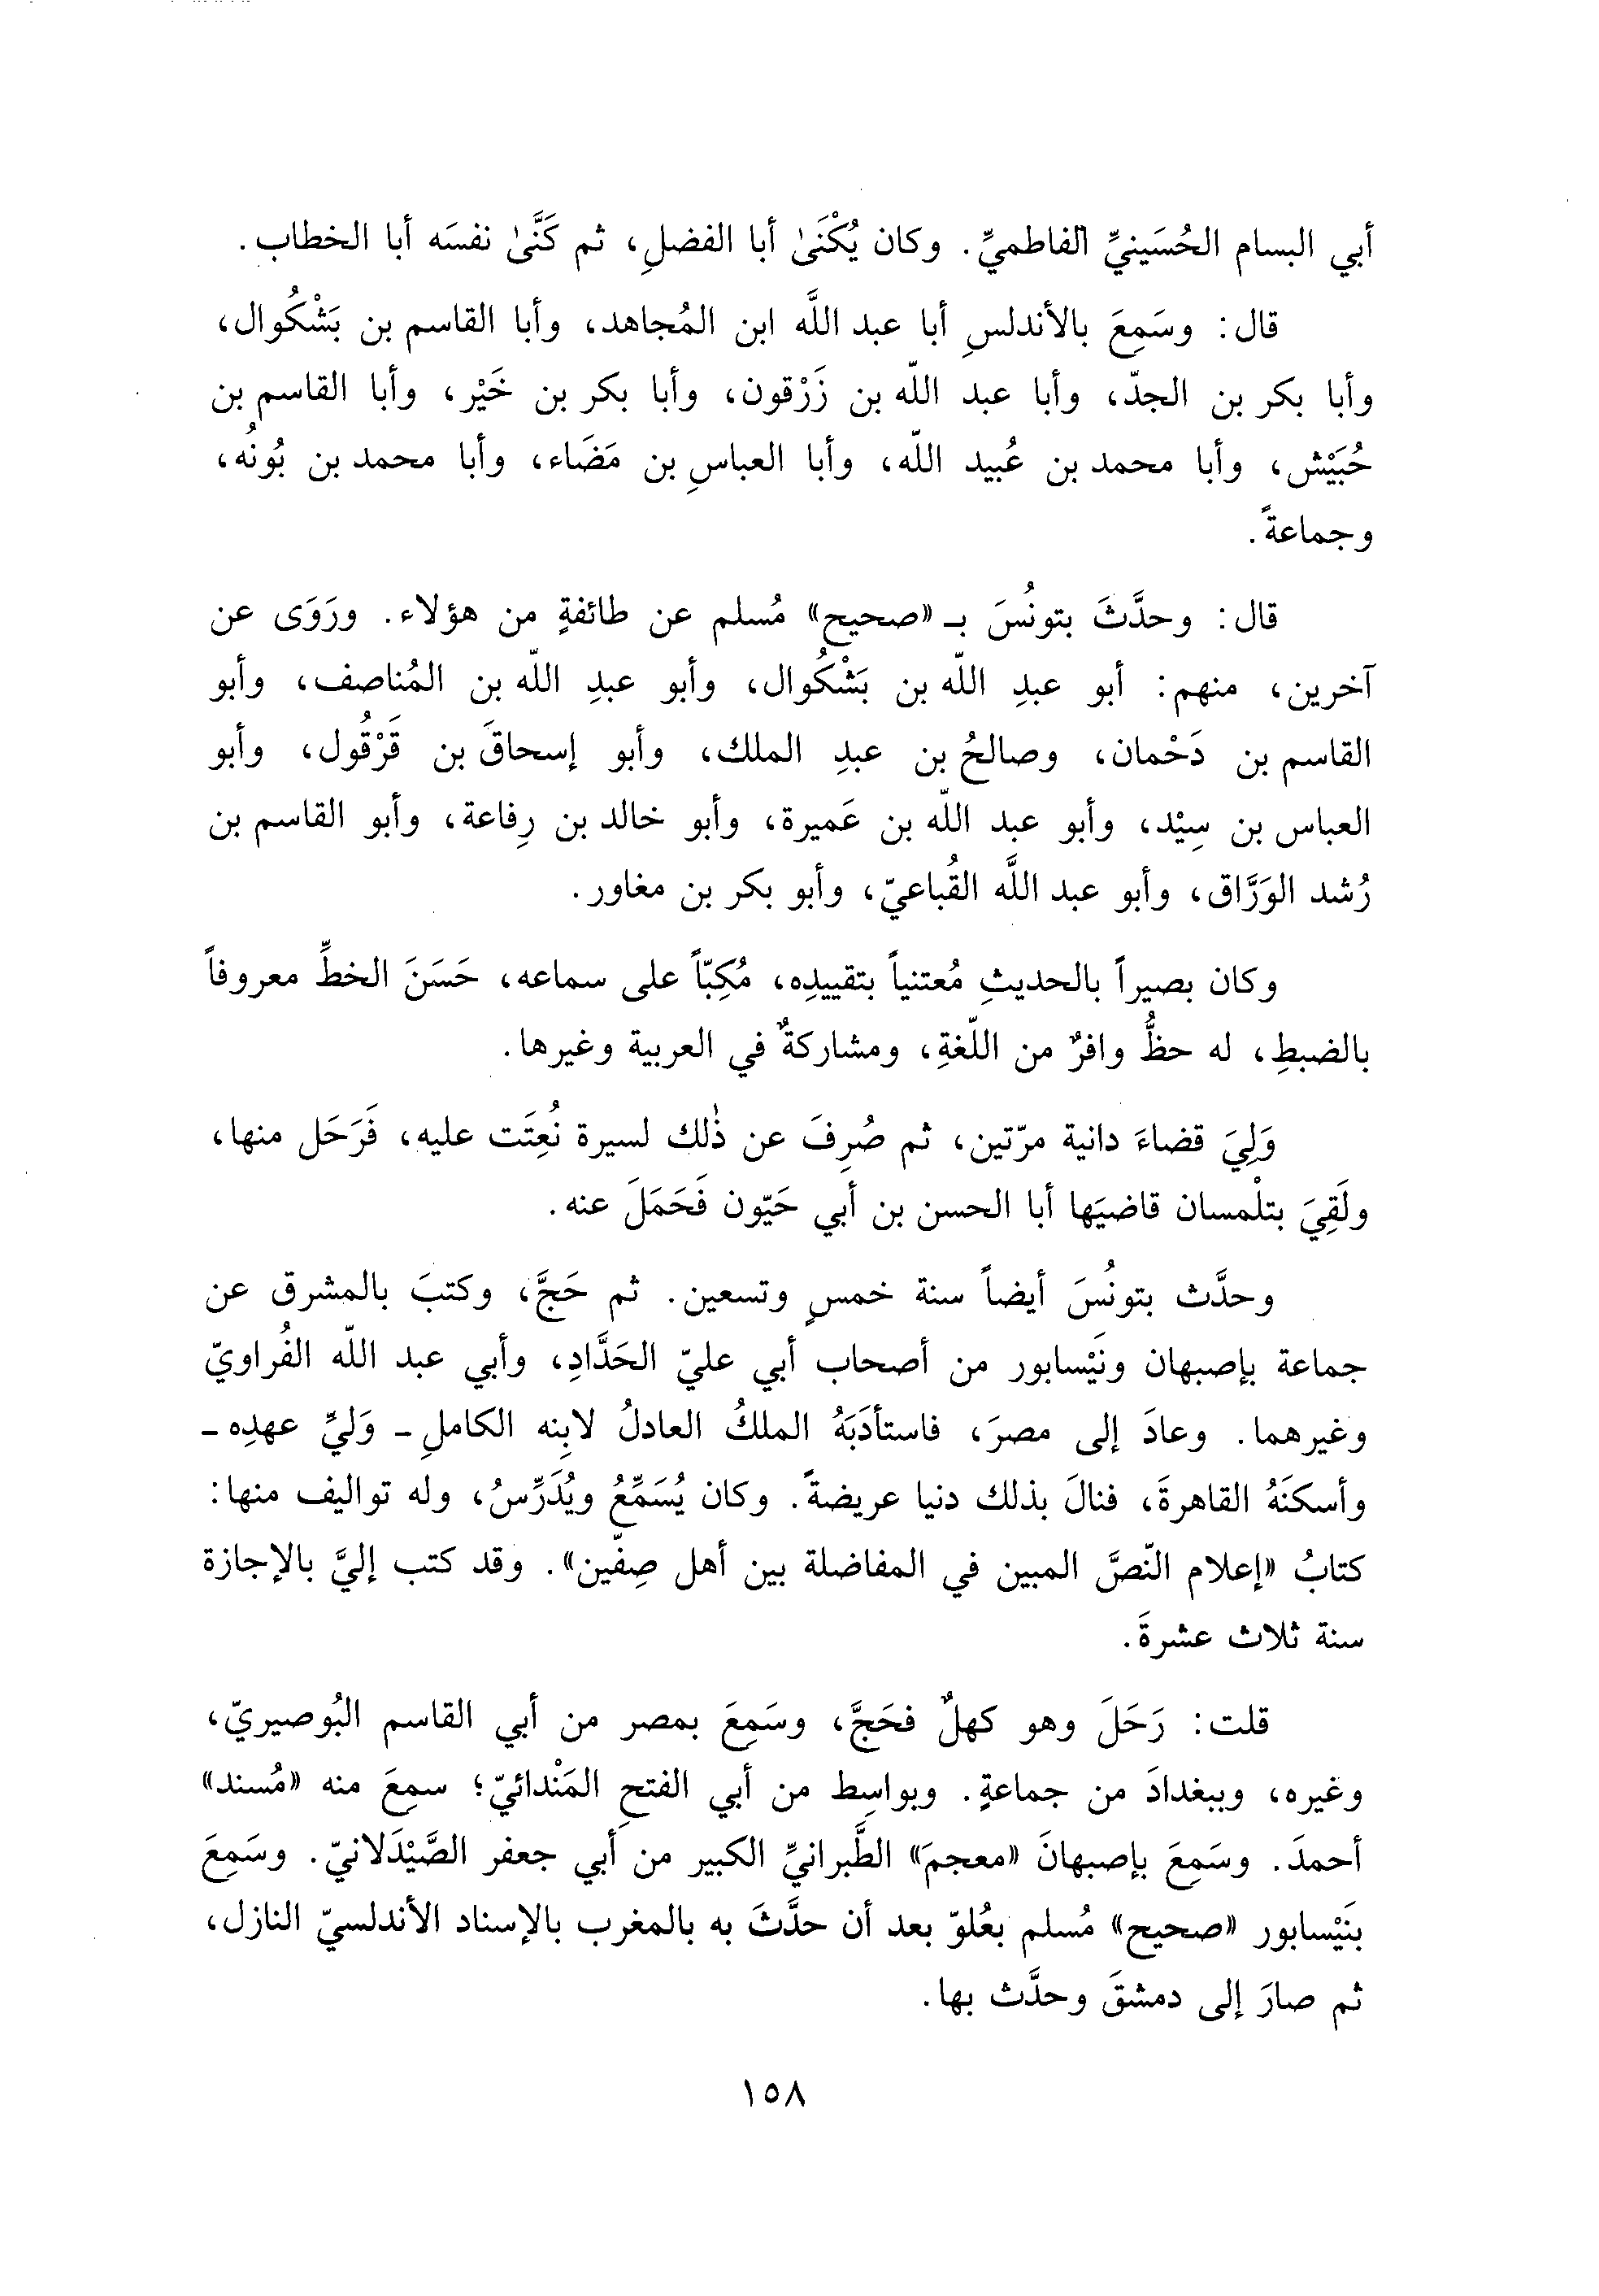 أبي البسام الحُسَينيِّ الفاطميِّ. وكان يُكْنَىٰ أبا الفضلِ، ثم كَنَّىٰ نفسَه أبا الخطاب.
قال: وسَمِعَ بالأندلسِ أبا عبد اللَّه ابن المُجاهد، وأبا القاسم بن بَشْكُوال،
وأبا بكر بن الجدّ، وأبا عبد اللّه بن زَرْقون، وأبا بكر بن خَيْر، وأبا القاسم بن
حُبَيْش، وأبا محمد بن عُبيد اللّه، وأبا العباسِ بن مَضَاء، وأبا محمد بن بُونُه،
وجماعةً.
قال: وحدَّثَ بتونُسَ بـ «صحيح» مُسلم عن طائفةٍ من هؤلاء. ورَوَى عن
آخرين، منهم: أبو عبدِ اللّه بن بَشْكُوال، وأبو عبدِ اللّه بن المُناصف، وأبو
القاسم بن دَحْمان، وصالحُ بن عبدِ الملك، وأبو إسحاقَ بن قَرْقُول، وأبو
العباس بن سِيْد، وأبو عبد اللّه بن عَميرة، وأبو خالد بن رِفاعة، وأبو القاسم بن
رُشد الوَرَّاق، وأبو عبد اللَّه القُباعيّ، وأبو بكر بن مغاور.
وكان بصيراً بالحديثِ مُعتنياً بتقييدِه، مُكِبّاً على سماعه، حَسَنَ الخطِّ معروفاً
بالضبطِ، له حظٌّ وافرٌ من اللّغةِ، ومشاركةٌ في العربية وغيرها.
وَلِيَ قضاءَ دانية مرّتين، ثم صُرِفَ عن ذٰلك لسيرة نُعِتَت عليه، فَرَحَل منها،
ولَقِيَ بتلْمسان قاضيَها أبا الحسن بن أبي حَيّون فَحَمَلَ عنه.
وحدَّث بتونُسَ أيضاً سنة خمسٍ وتسعين. ثم حَجَّ، وكتبَ بالمشرق عن
جماعة بإصبهان ونَيْسابور من أصحاب أبي عليّ الحَدَّادِ، وأبي عبد اللّه الفُراويّ
وغيرهما. وعادَ إلى مصرَ، فاستأدَبَهُ الملكُ العادلُ لابِنه الكاملِ ـ وَليِّ عهدِه ـ
وأسكنَهُ القاهرةَ، فنالَ بذلك دنيا عريضةً. وكان يُسَمِّعُ ويُدَرِّسُ، وله تواليف منها:
كتابُ «إعلام النّصَّ المبين في المفاضلة بين أهل صِفّين». وقد كتب إليَّ بالإجازة
سنة ثلاث عشرةَ.
قلت: رَحَلَ وهو كهلٌ فحَجَّ، وسَمِعَ بمصر من أبي القاسم البُوصيريّ،
وغيره، وببغدادَ من جماعةٍ. وبواسِط من أبي الفتحِ المَنْدائيّ؛ سمِعَ منه «مُسند»
أحمدَ. وسَمِعَ بإصبهانَ «معجمَ» الطَّبرانيِّ الكبير من أبي جعفر الصَّيْدَلانيّ. وسَمِعَ
بنَيْسابور «صحيح» مُسلم بعُلوّ بعد أن حدَّثَ به بالمغرب بالإسناد الأندلسيّ النازل،
ثم صارَ إلى دمشقَ وحدَّث بها.
١٥٨